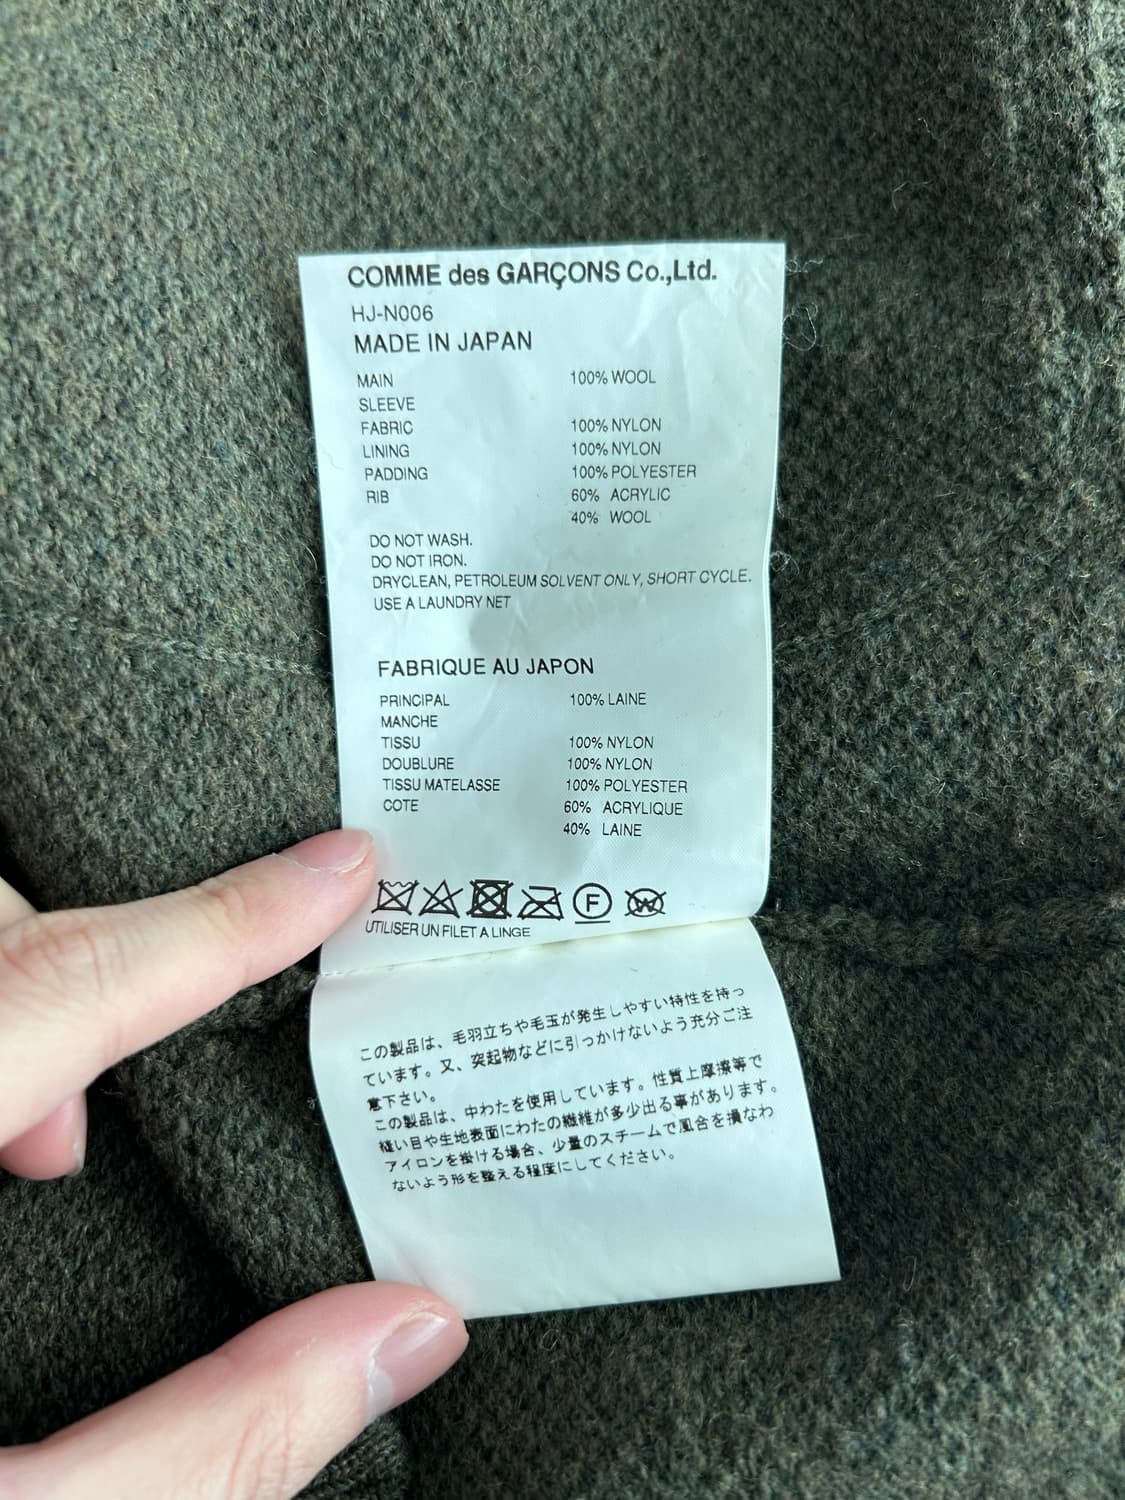 COMME des GARÇONS Co.,Ltd.
HJ-N006
MADE IN JAPAN
MAIN 100% WOOL
SLEEVE
FABRIC 100% NYLON
LINING 100% NYLON
PADDING 100% POLYESTER
RIB 60% ACRYLIC
40% WOOL
DO NOT WASH.
DO NOT IRON.
DRYCLEAN, PETROLEUM SOLVENT ONLY, SHORT CYCLE.
USE A LAUNDRY NET
FABRIQUE AU JAPON
PRINCIPAL 100% LAINE
MANCHE
TISSU 100% NYLON
DOUBLURE 100% NYLON
TISSU MATELASSE 100% POLYESTER
COTE 60% ACRYLIQUE
40% LAINE
F W
UTILISER UN FILET A LINGE
この製品は、毛羽立ちや毛玉が発生しやすい特性を持っ
ています。又、突起物などに引っかけないよう充分ご注
意下さい。
この製品は、中わたを使用しています。性質上摩擦等で
縫い目や生地表面にわたの繊維が多少出る事があります。
アイロンを掛ける場合、少量のスチームで風合を損なわ
ないよう形を整える程度にしてください。